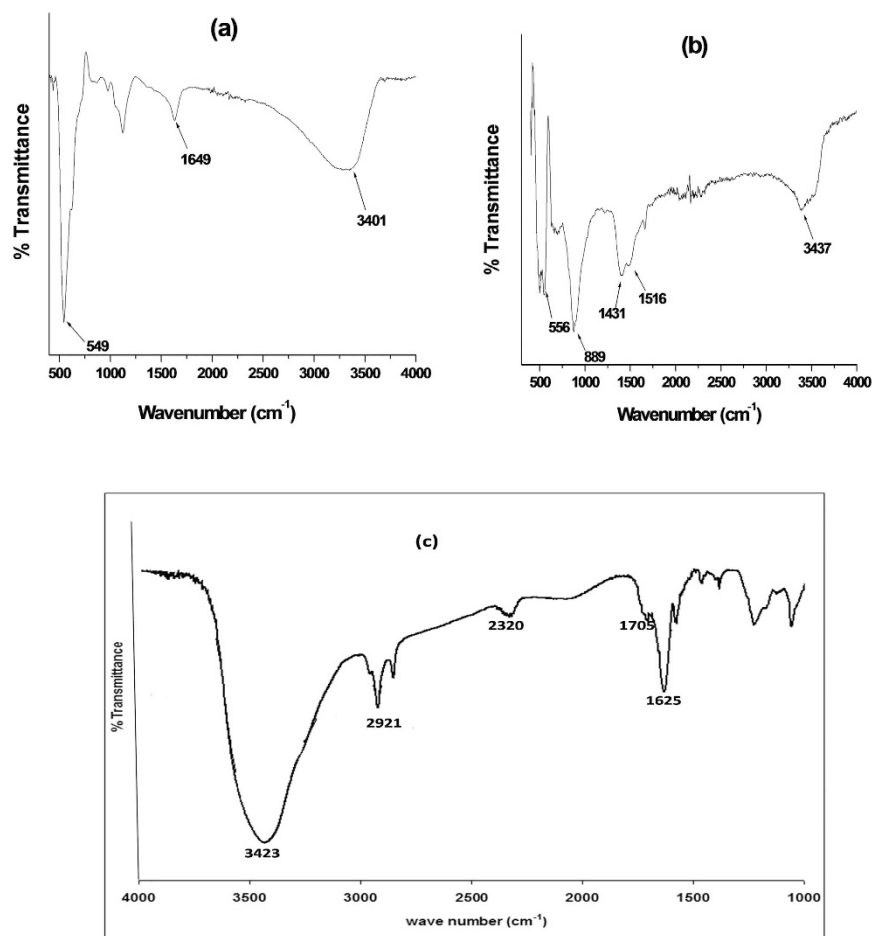 (a)
% Transmittance
1649
3401
549
500 1000 1500 2000 2500 3000 3500 4000
Wavenumber (cm⁻¹)
(b)
% Transmittance
3437
1431
1516
556
889
500 1000 1500 2000 2500 3000 3500 4000
Wavenumber (cm⁻¹)
(c)
% Transmittance
2320
1705
2921
1625
3423
4000 3500 3000 2500 2000 1500 1000
wave number (cm⁻¹)